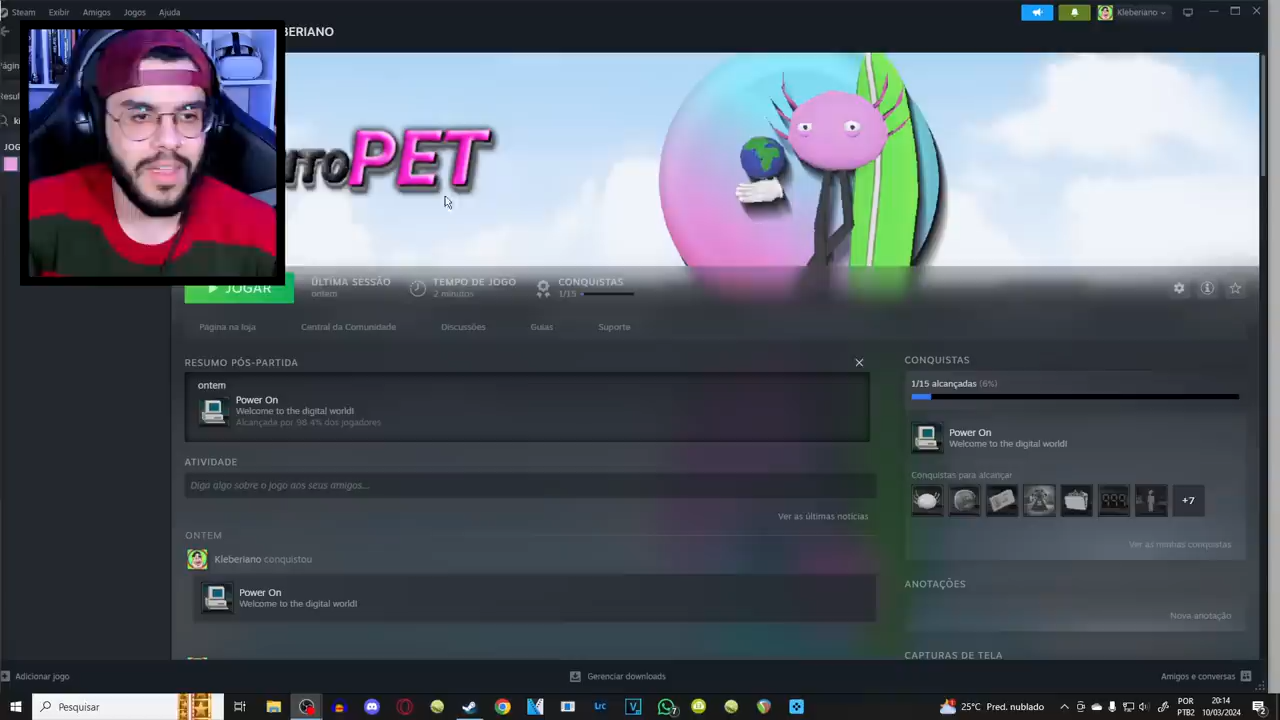 Steam Exibir Amigos Jogos Ajuda
Kleberiano
BERIANO
UTOPET
JOGAR
ÚLTIMA SESSÃO
ontem
TEMPO DE JOGO
2 minutos
CONQUISTAS
1/15
Página na loja Central da Comunidade Discussões Guias Suporte
RESUMO PÓS-PARTIDA
ontem
Power On
Welcome to the digital world!
Alcançada por 98.4% dos jogadores
ATIVIDADE
Diga algo sobre o jogo aos seus amigos...
Ver as últimas notícias
ONTEM
Kleberiano conquistou
Power On
Welcome to the digital world!
CONQUISTAS
1/15 alcançadas (6%)
Power On
Welcome to the digital world!
Conquistas para alcançar
999
+7
Ver as minhas conquistas
ANOTAÇÕES
Nova anotação
CAPTURAS DE TELA
Adicionar jogo
Gerenciar downloads
Amigos e conversas
Pesquisar
25°C Pred. nublado
POR
PTB2
20:14
10/03/2024